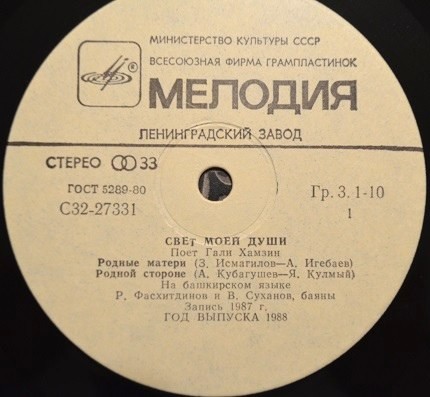 МИНИСТЕРСТВО КУЛЬТУРЫ СССР
ВСЕСОЮЗНАЯ ФИРМА ГРАМПЛАСТИНОК
®
МЕЛОДИЯ
ЛЕНИНГРАДСКИЙ ЗАВОД
СТЕРЕО 33
ГОСТ 5289-80
Гр. 3. 1-10
С32-27331
1
СВЕТ МОЕЙ ДУШИ
Поет Гали Хамзин
Родные матери (З. Исмагилов—А. Игебаев)
Родной стороне (А. Кубагушев—Я. Кулмый)
На башкирском языке
Р. Фасхитдинов и В. Суханов, баяны
Запись 1987 г.
ГОД ВЫПУСКА 1988